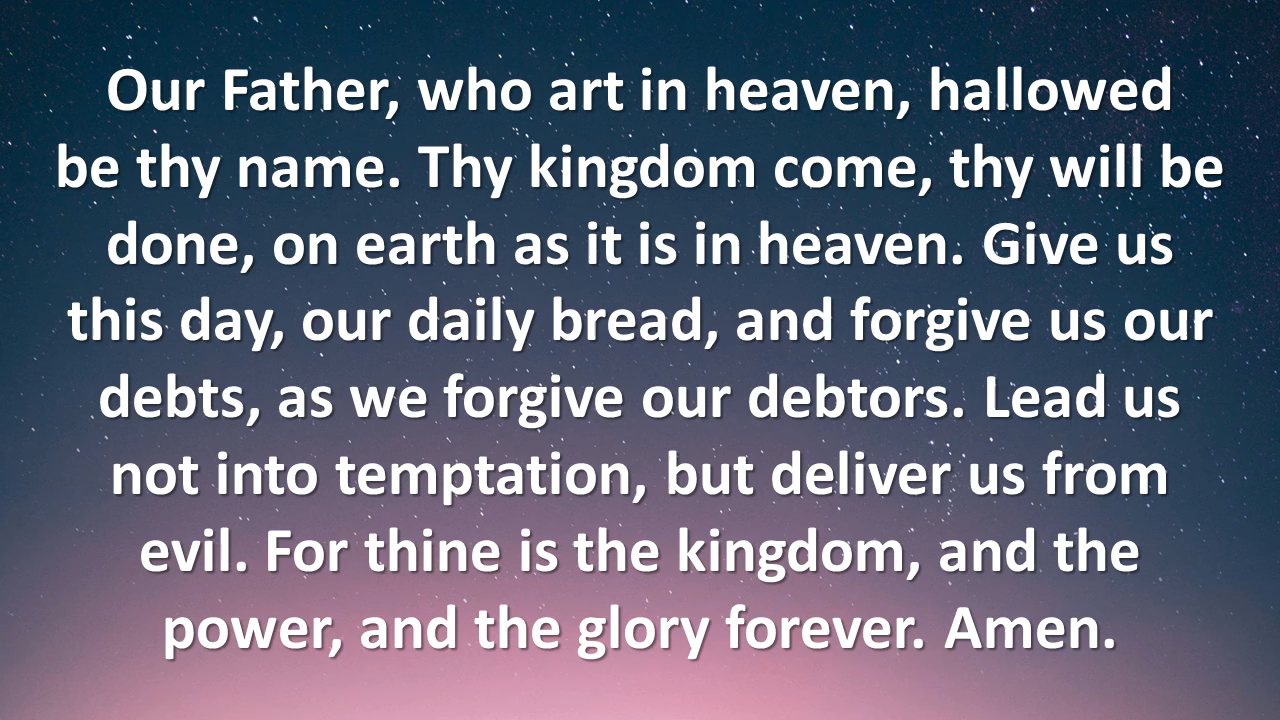 Our Father, who art in heaven, hallowed
be thy name. Thy kingdom come, thy will be
done, on earth as it is in heaven. Give us
this day, our daily bread, and forgive us our
debts, as we forgive our debtors. Lead us
not into temptation, but deliver us from
evil. For thine is the kingdom, and the
power, and the glory forever. Amen.